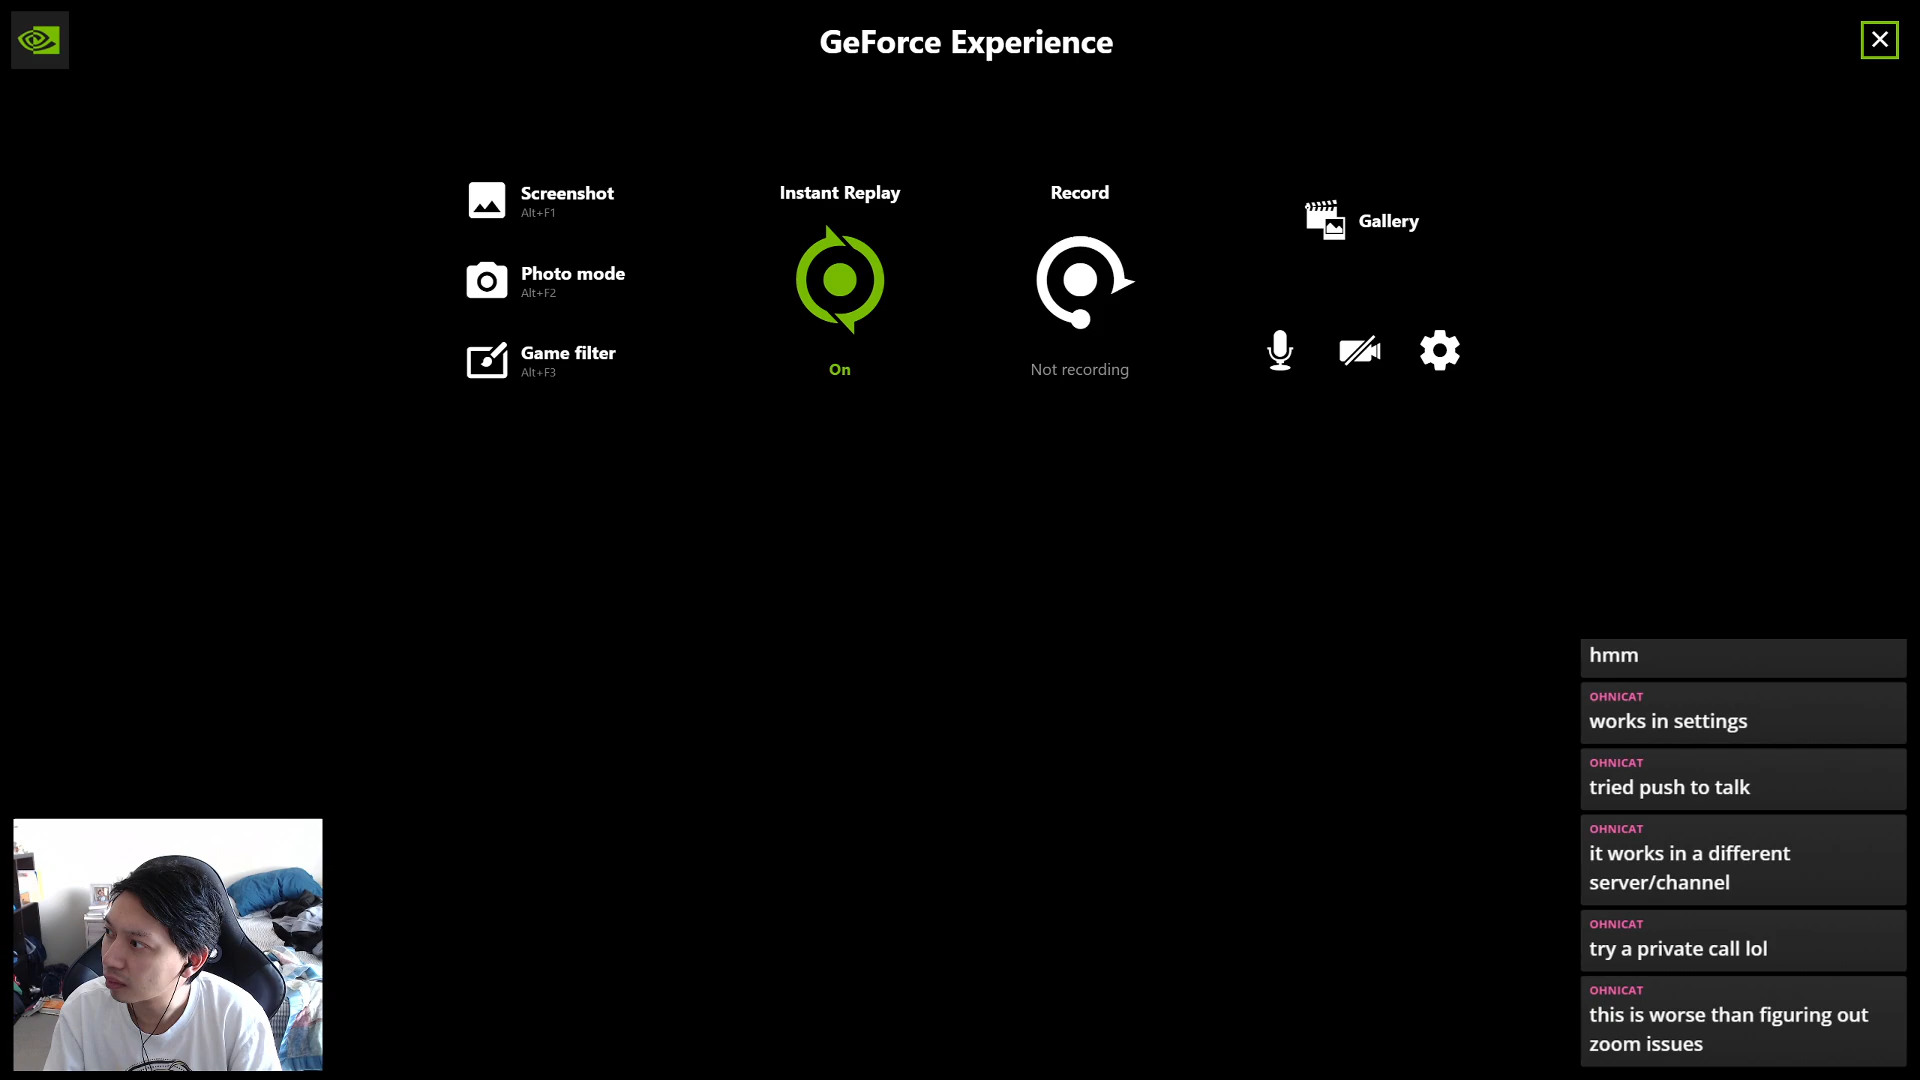 GeForce Experience
Screenshot
Alt+F1
Photo mode
Alt+F2
Game filter
Alt+F3
Instant Replay
On
Record
Not recording
Gallery
hmm
OHNICAT
works in settings
OHNICAT
tried push to talk
OHNICAT
it works in a different
server/channel
OHNICAT
try a private call lol
OHNICAT
this is worse than figuring out
zoom issues